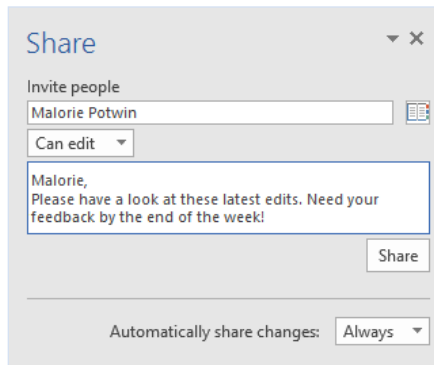 Share
Invite people
Malorie Potwin
Can edit
Malorie,
Please have a look at these latest edits. Need your
feedback by the end of the week!
Share
Automatically share changes: Always